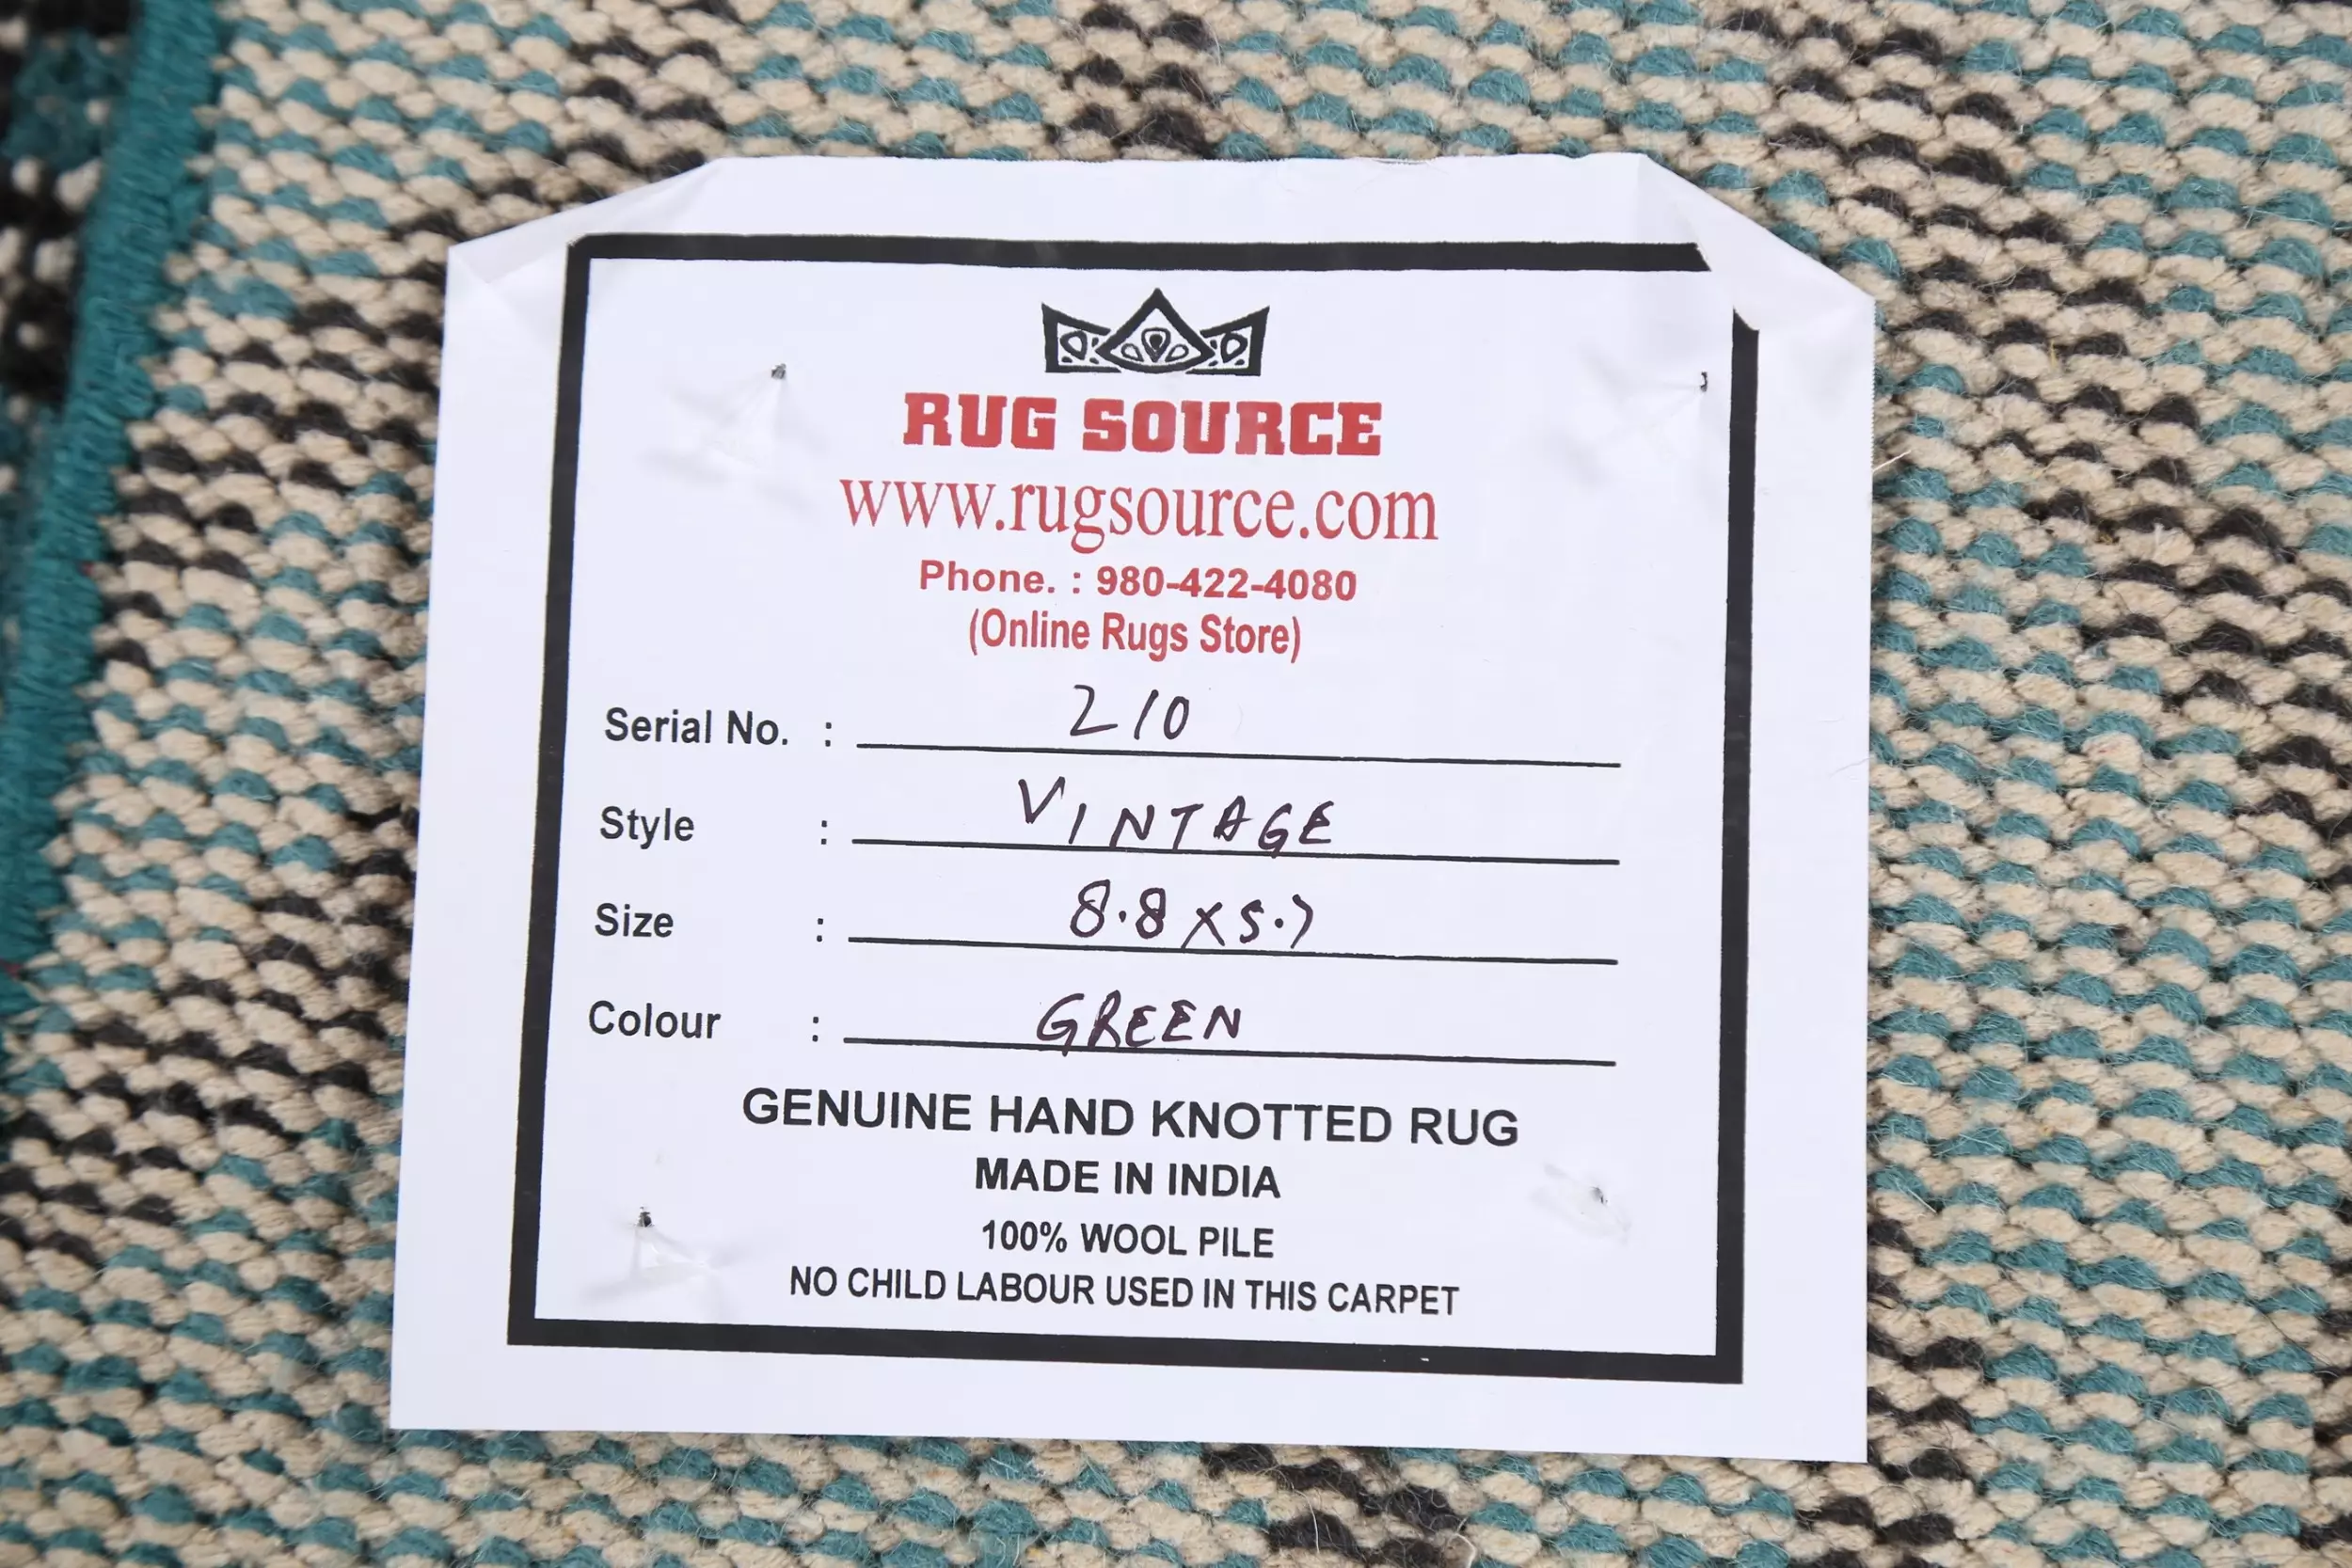 RUG SOURCE
www.rugsource.com
Phone. : 980-422-4080
(Online Rugs Store)
Serial No. : 210
Style : VINTAGE
Size : 8.8 X 5.7
Colour : GREEN
GENUINE HAND KNOTTED RUG
MADE IN INDIA
100% WOOL PILE
NO CHILD LABOUR USED IN THIS CARPET